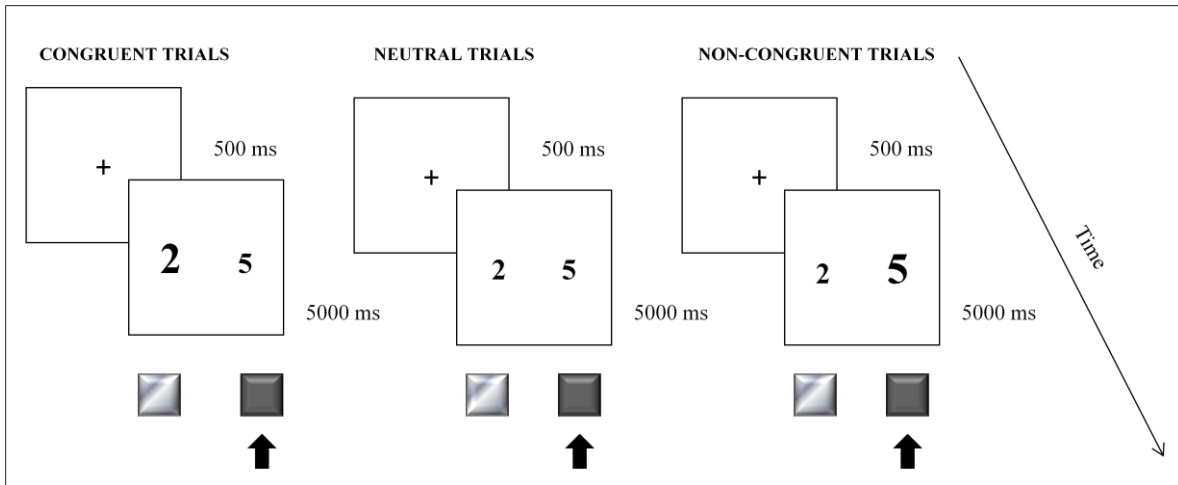 CONGRUENT TRIALS
+
500 ms
2 5
5000 ms
NEUTRAL TRIALS
+
500 ms
2 5
5000 ms
NON-CONGRUENT TRIALS
+
500 ms
2 5
5000 ms
Time